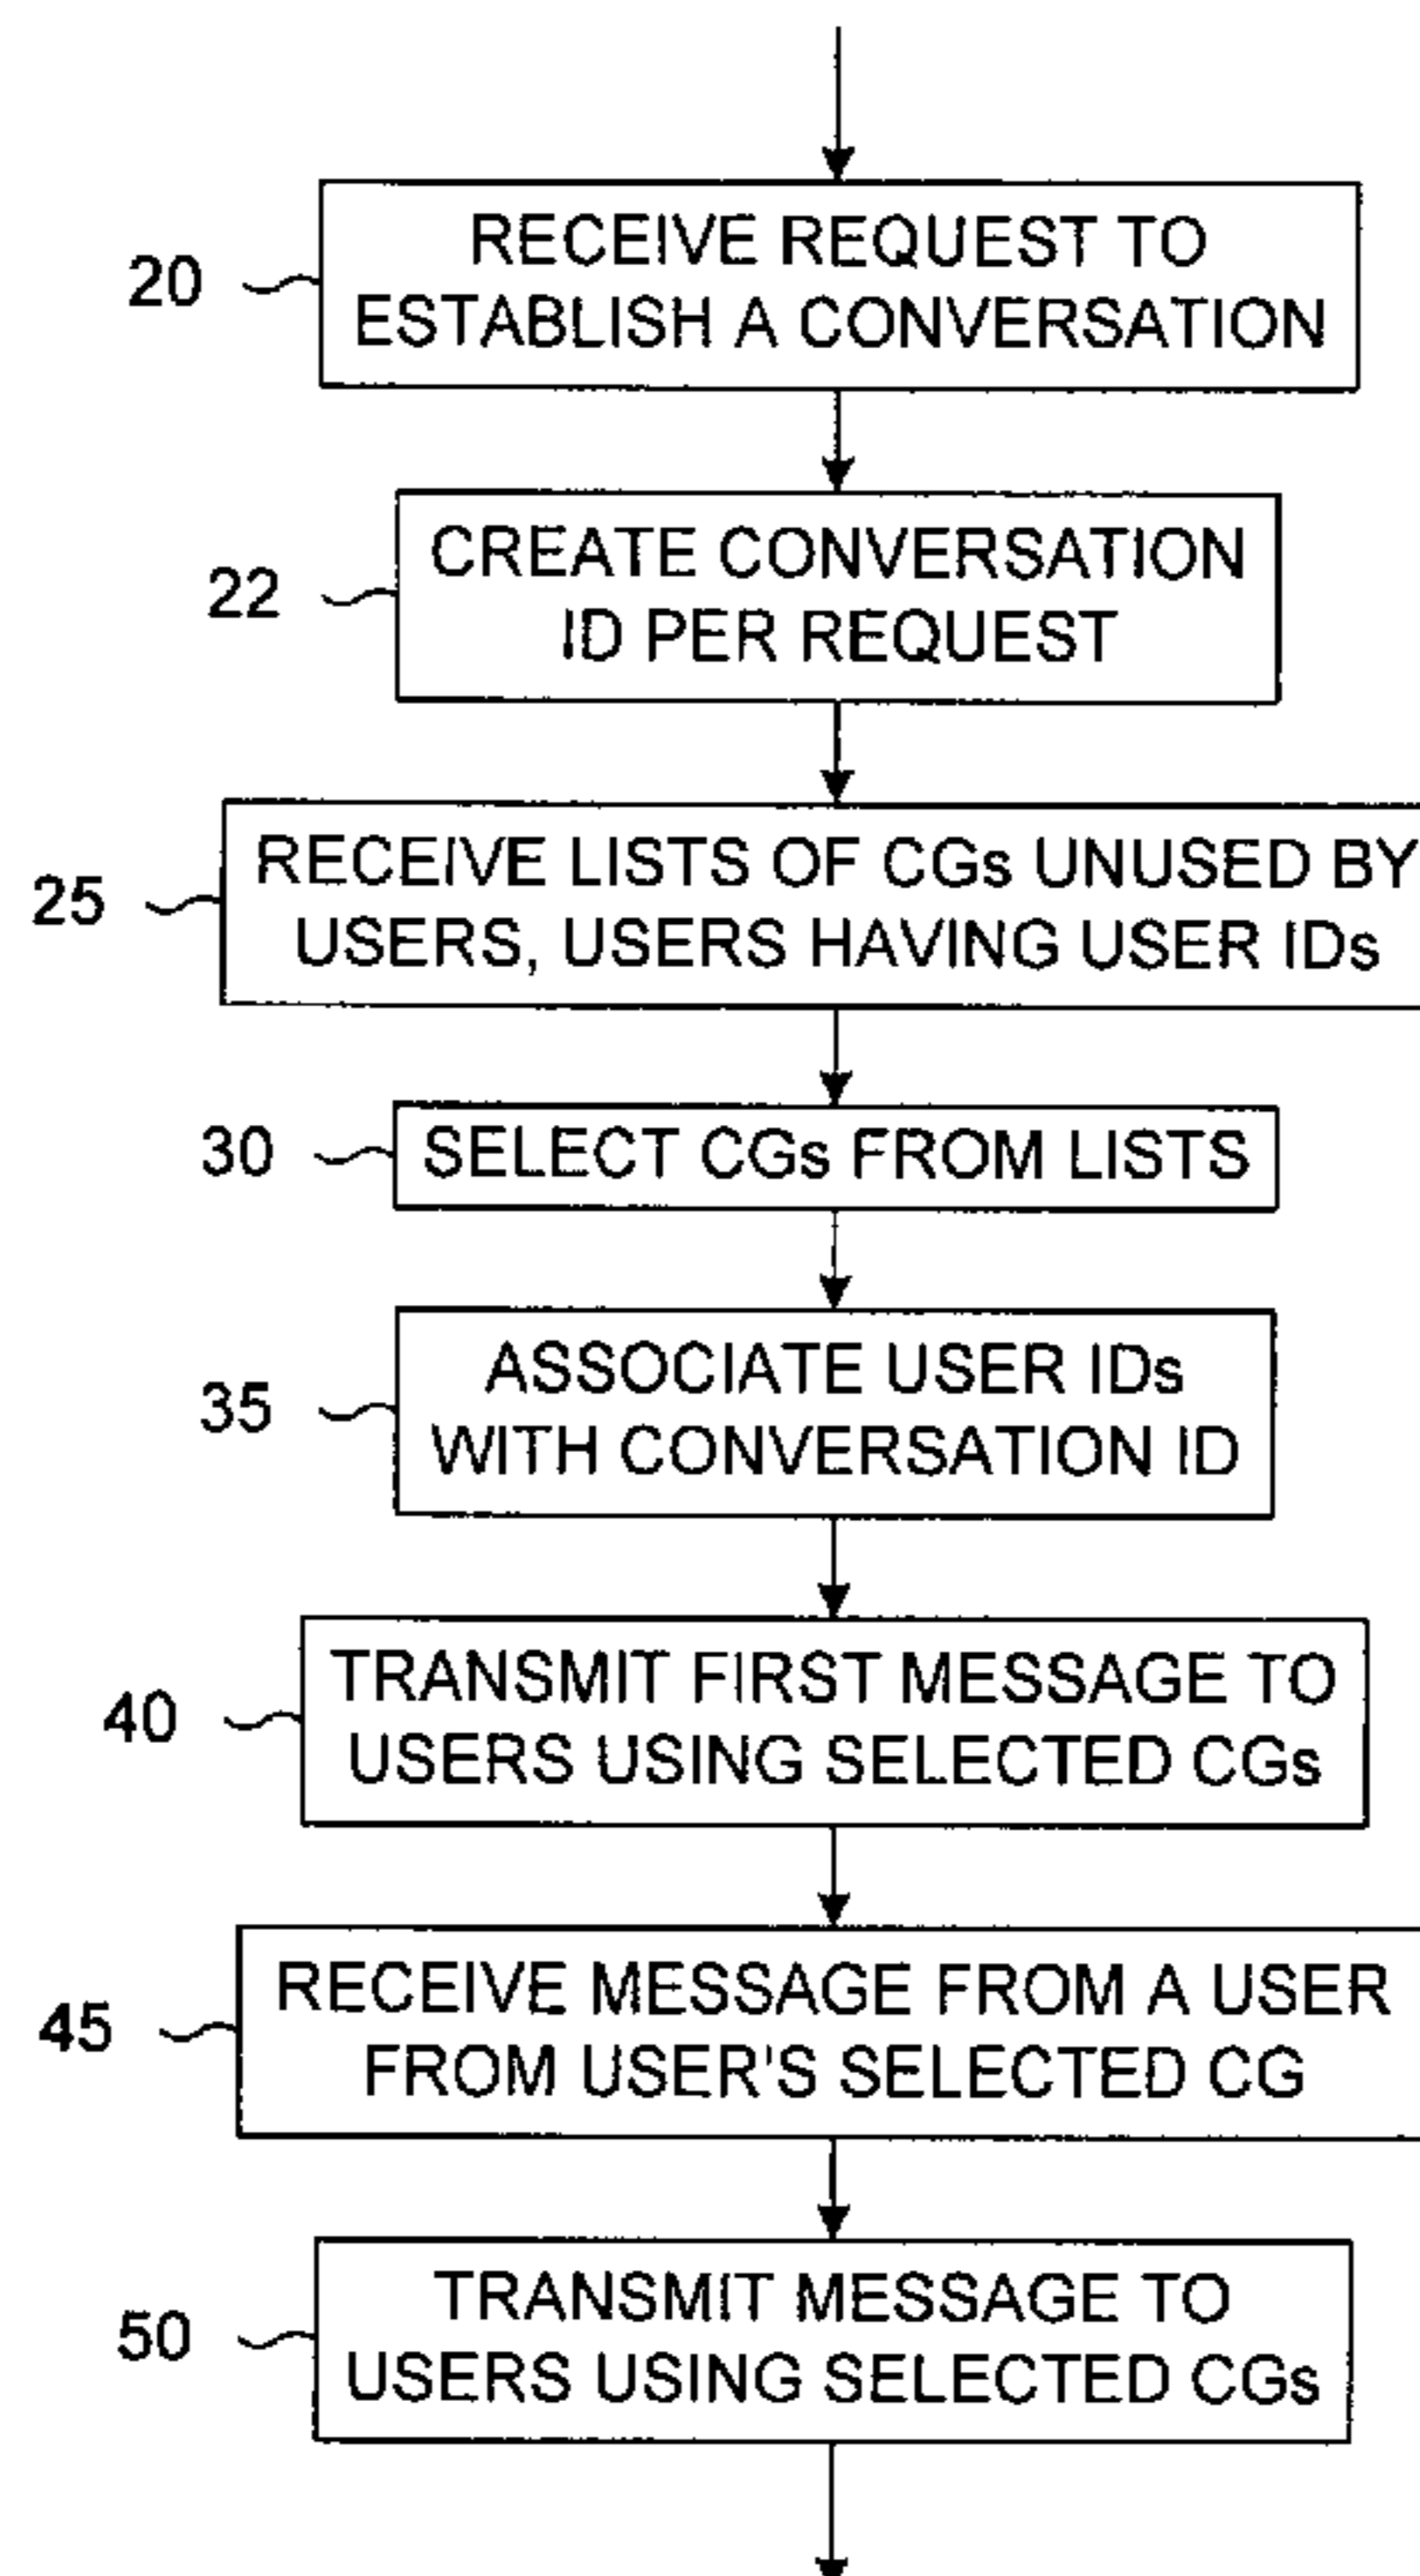 20
RECEIVE REQUEST TO
ESTABLISH A CONVERSATION
22
CREATE CONVERSATION
ID PER REQUEST
25
RECEIVE LISTS OF CGs UNUSED BY
USERS, USERS HAVING USER IDs
30
SELECT CGs FROM LISTS
35
ASSOCIATE USER IDs
WITH CONVERSATION ID
40
TRANSMIT FIRST MESSAGE TO
USERS USING SELECTED CGs
45
RECEIVE MESSAGE FROM A USER
FROM USER'S SELECTED CG
50
TRANSMIT MESSAGE TO
USERS USING SELECTED CGs